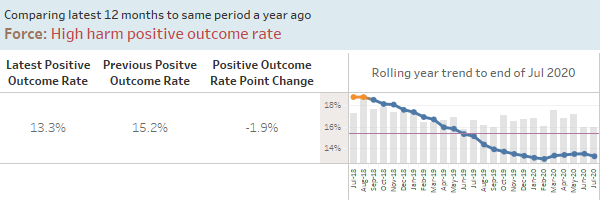 Comparing latest 12 months to same period a year ago
Force: High harm positive outcome rate
Latest Positive Previous Positve Positive Outcome
Outcome Rate Outcome Rate Rate Point Change
13.3% 15.2% -1.9%
Rolling year trend to end of Jul 2020
18%
16%
14%
Jul-18 Aug-18 Sep-18 Oct-18 Nov-18 Dec-18 Jan-19 Feb-19 Mar-19 Apr-19 May-19 Jun-19 Jul-19 Aug-19 Sep-19 Oct-19 Nov-19 Dec-19 Jan-20 Feb-20 Mar-20 Apr-20 May-20 Jun-20 Jul-20